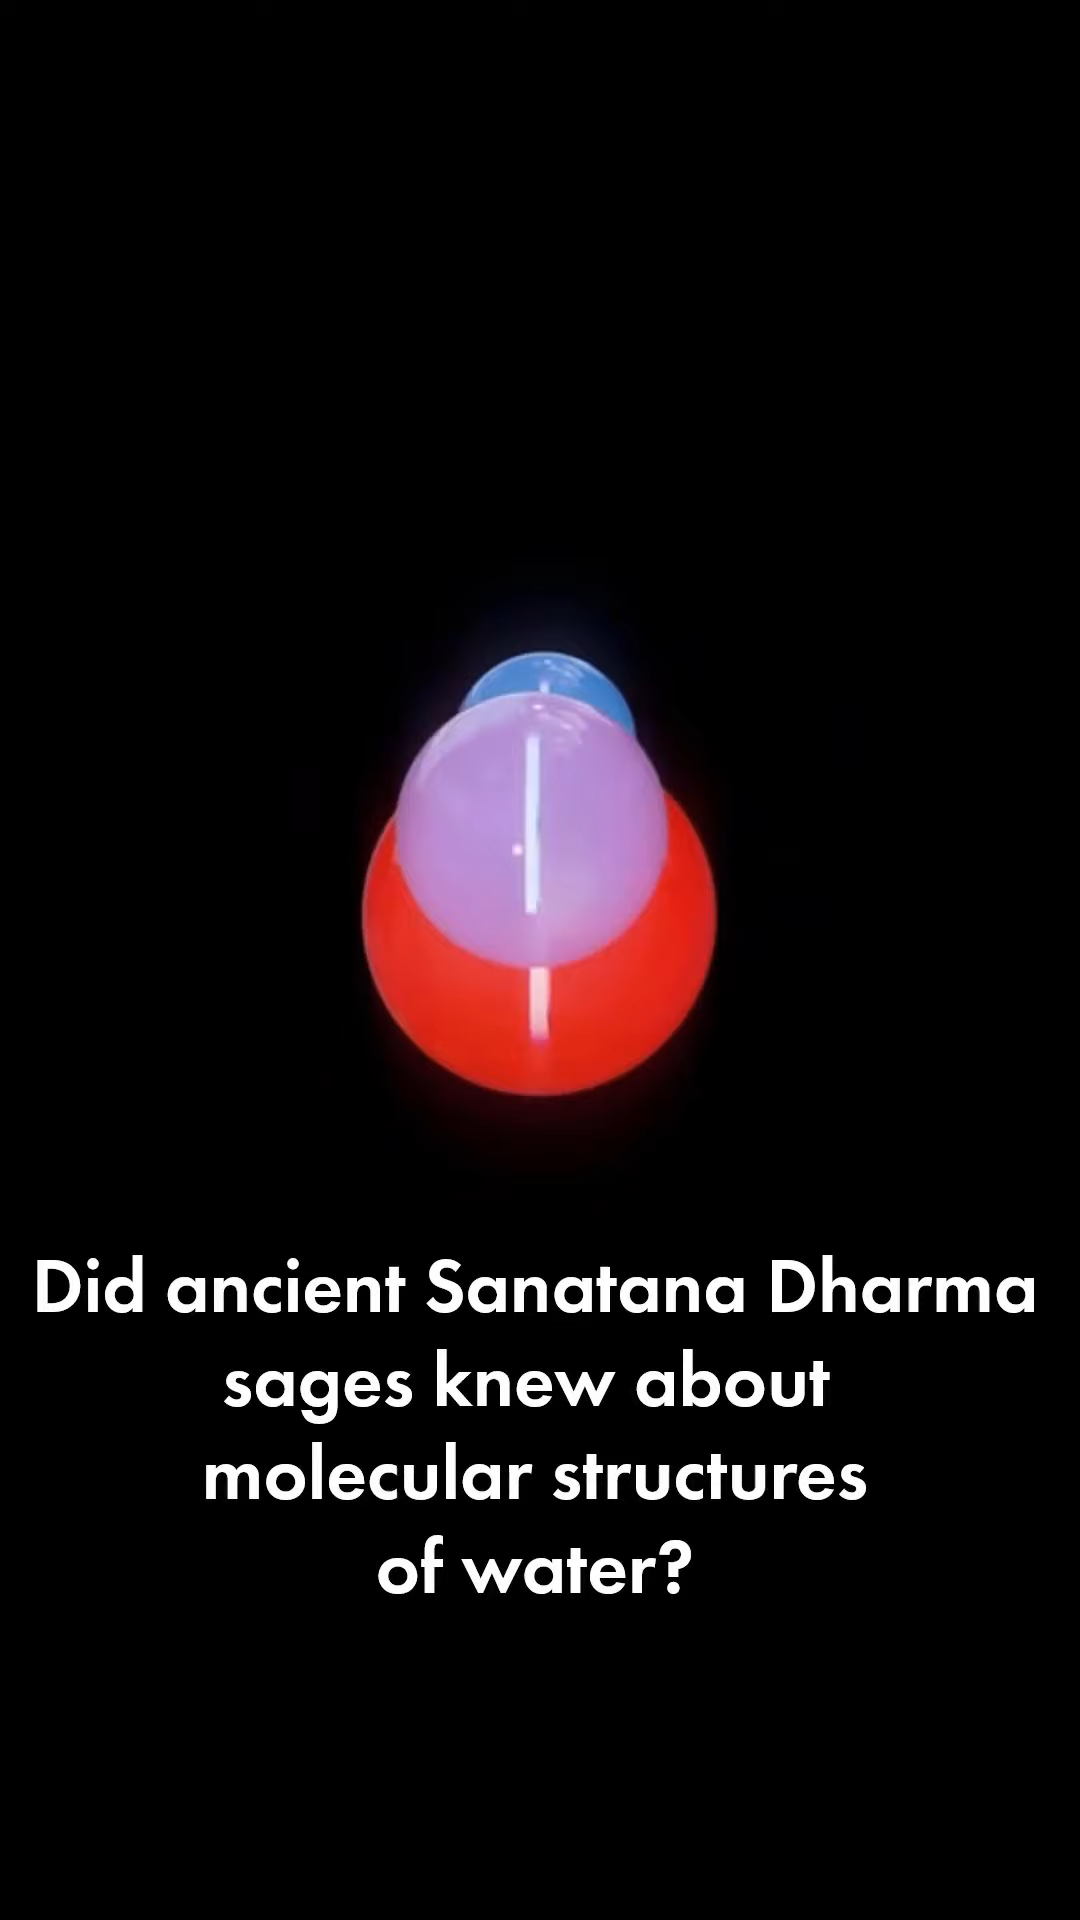 Did ancient Sanatana Dharma
sages knew about
molecular structures
of water?